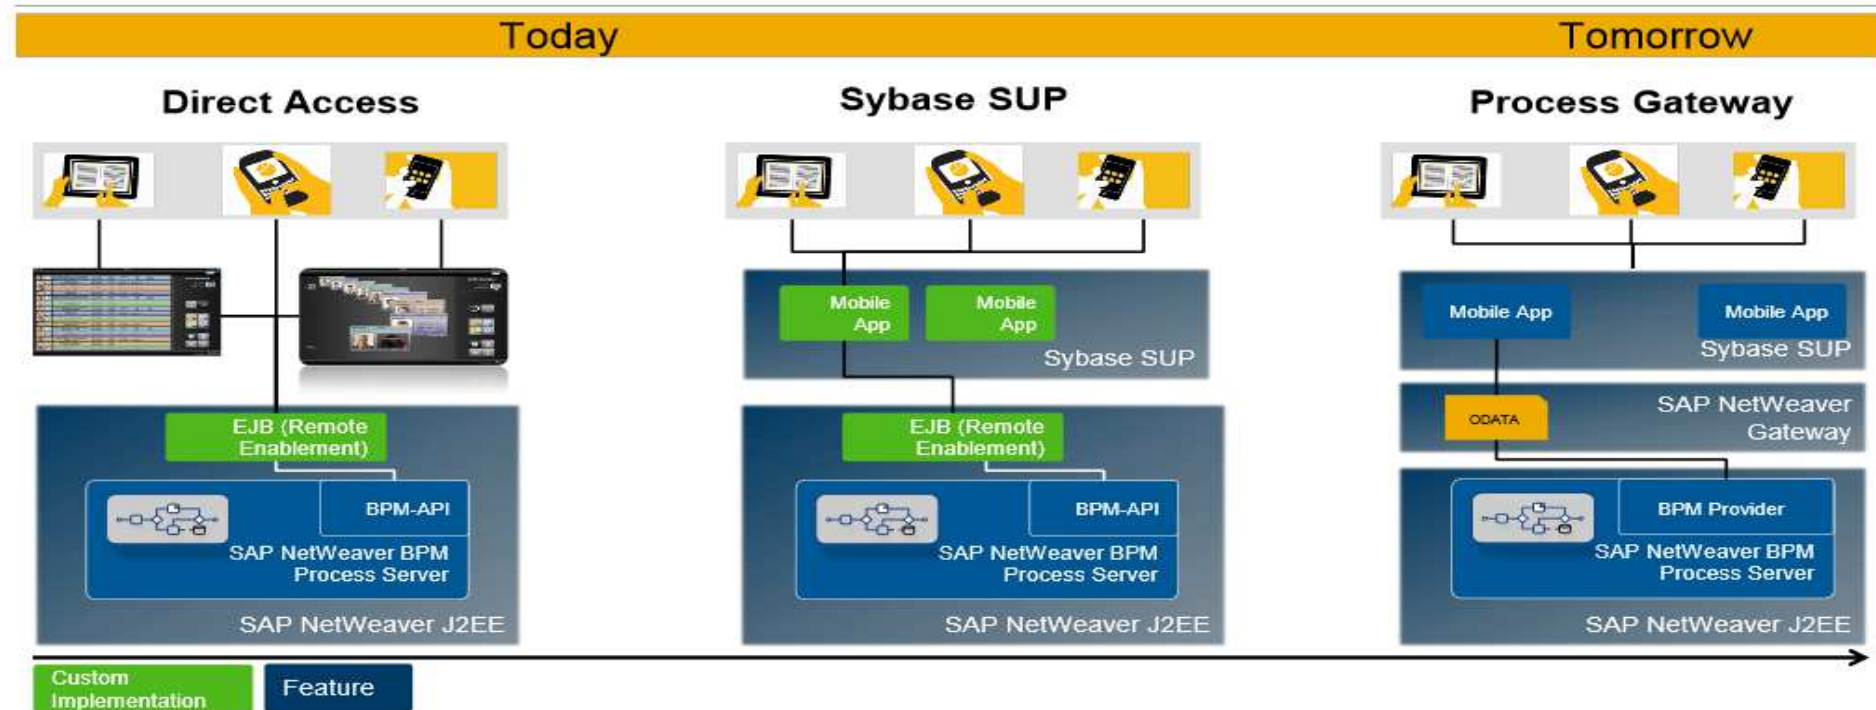 Today
Tomorrow
Direct Access
Sybase SUP
Process Gateway
Mobile
App
Mobile
App
Sybase SUP
Mobile App
Mobile App
Sybase SUP
ODATA
SAP NetWeaver
Gateway
EJB (Remote
Enablement)
BPM-API
SAP NetWeaver BPM
Process Server
SAP NetWeaver J2EE
EJB (Remote
Enablement)
BPM-API
SAP NetWeaver BPM
Process Server
SAP NetWeaver J2EE
BPM Provider
SAP NetWeaver BPM
Process Server
SAP NetWeaver J2EE
Custom
Implementation
Feature